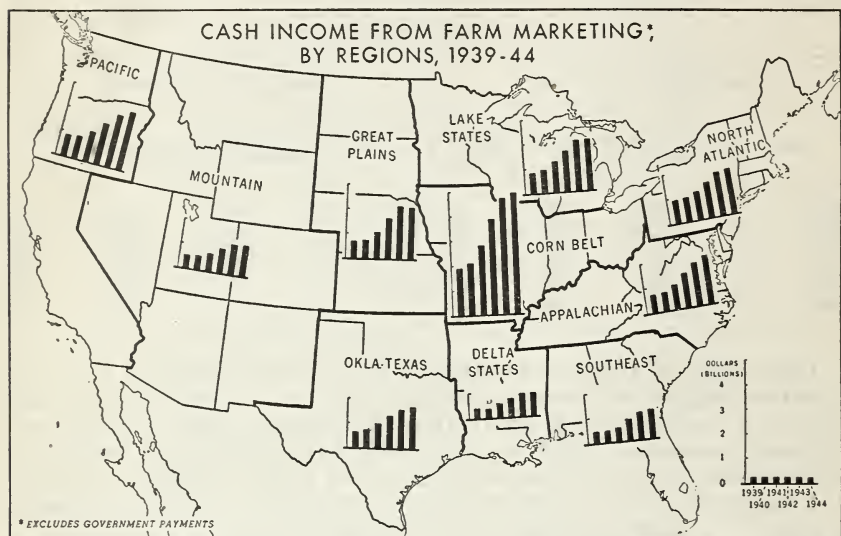 CASH INCOME FROM FARM MARKETING*,
BY REGIONS, 1939-44
PACIFIC
MOUNTAIN
GREAT
PLAINS
LAKE
STATES
NORTH
ATLANTIC
CORN BELT
APPALACHIAN
OKLA-TEXAS
DELTA
STATES
SOUTHEAST
DOLLARS
(BILLIONS)
4
3
2
1
0
1939 1941 1943
1940 1942 1944
* EXCLUDES GOVERNMENT PAYMENTS